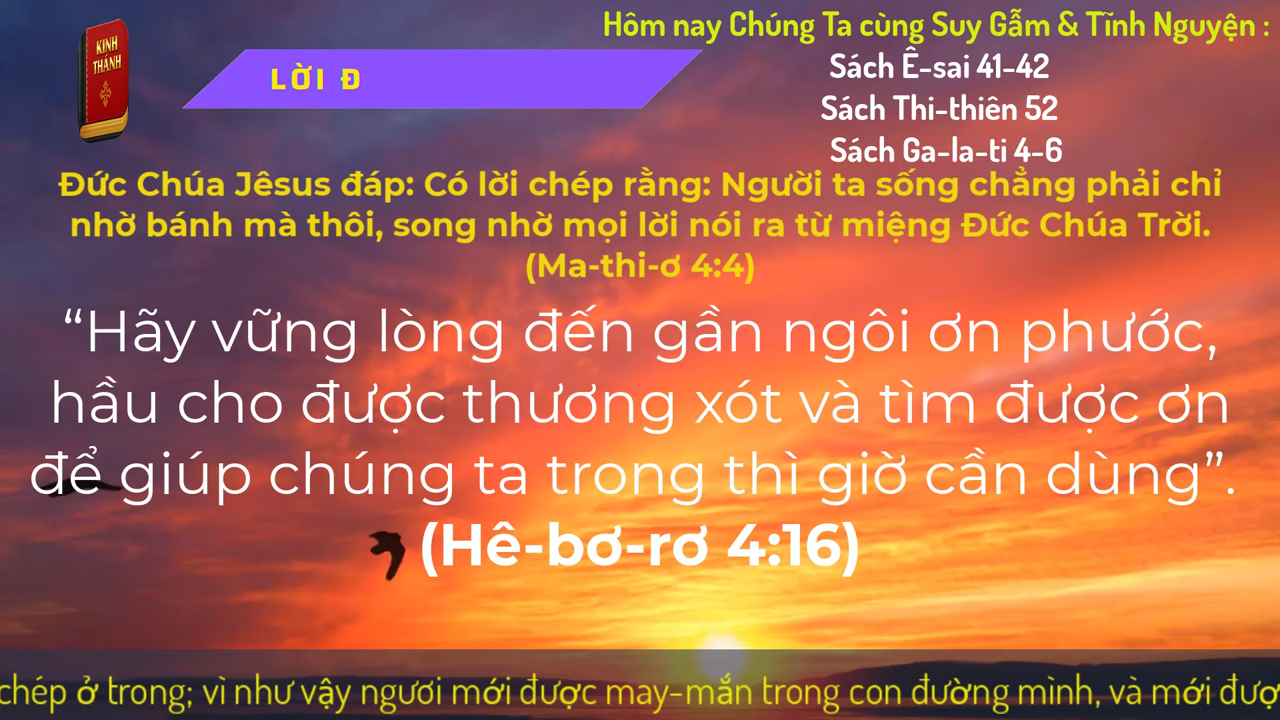 Hôm nay Chúng Ta cùng Suy Gẫm & Tĩnh Nguyện :
Sách Ê-sai 41-42
Sách Thi-thiên 52
Sách Ga-la-ti 4-6
KINH
THÁNH
LỜI Đ
Đức Chúa Jêsus đáp: Có lời chép rằng: Người ta sống chẳng phải chỉ
nhờ bánh mà thôi, song nhờ mọi lời nói ra từ miệng Đức Chúa Trời.
(Ma-thi-ơ 4:4)
“Hãy vững lòng đến gần ngôi ơn phước,
hầu cho được thương xót và tìm được ơn
để giúp chúng ta trong thì giờ cần dùng”.
(Hê-bơ-rơ 4:16)
chép ở trong; vì như vậy ngươi mới được may-mắn trong con đường mình, và mới đượ